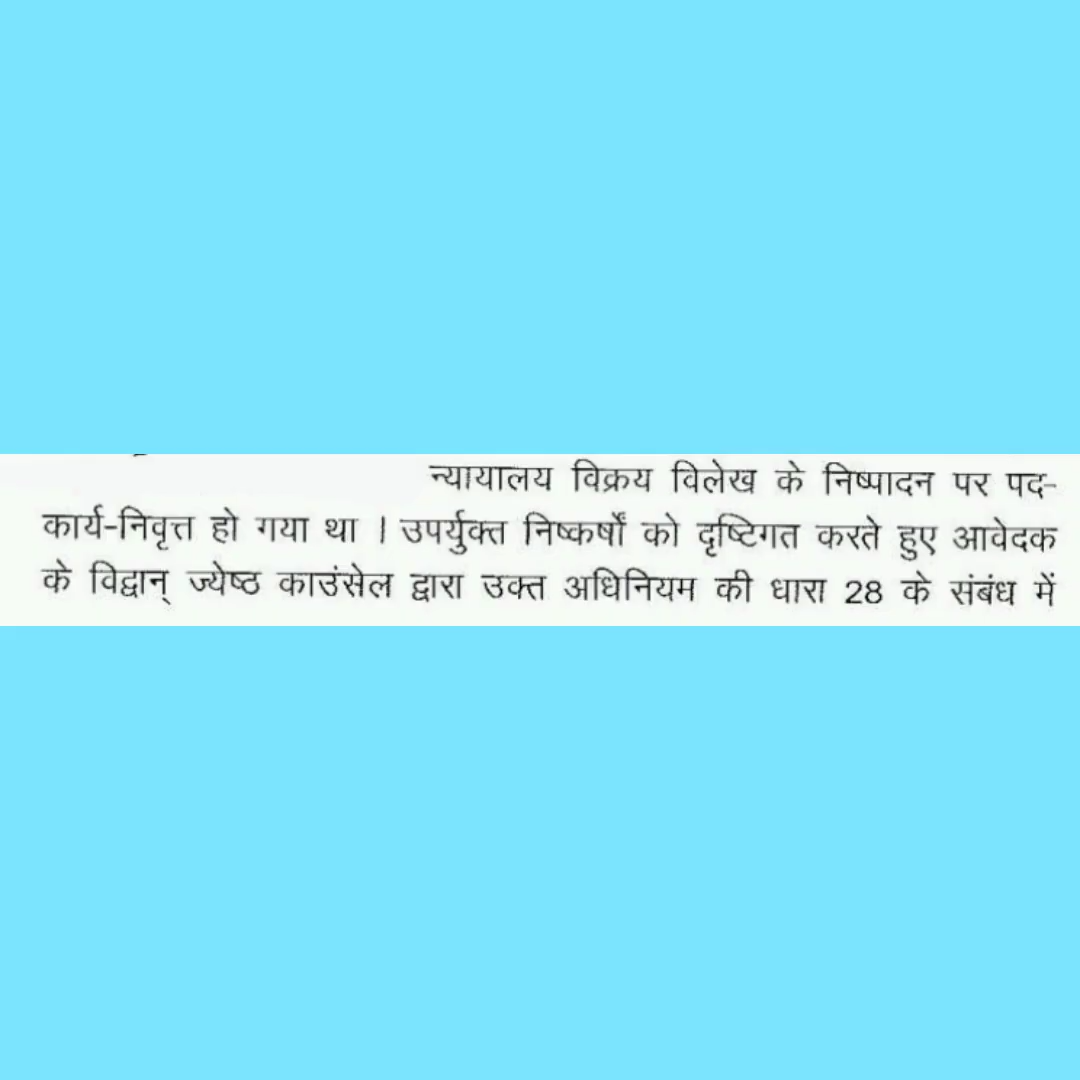 न्यायालय विक्रय विलेख के निष्पादन पर पद-
कार्य-निवृत्त हो गया था । उपर्युक्त निष्कर्षों को दृष्टिगत करते हुए आवेदक
के विद्वान् ज्येष्ठ काउंसेल द्वारा उक्त अधिनियम की धारा 28 के संबंध में